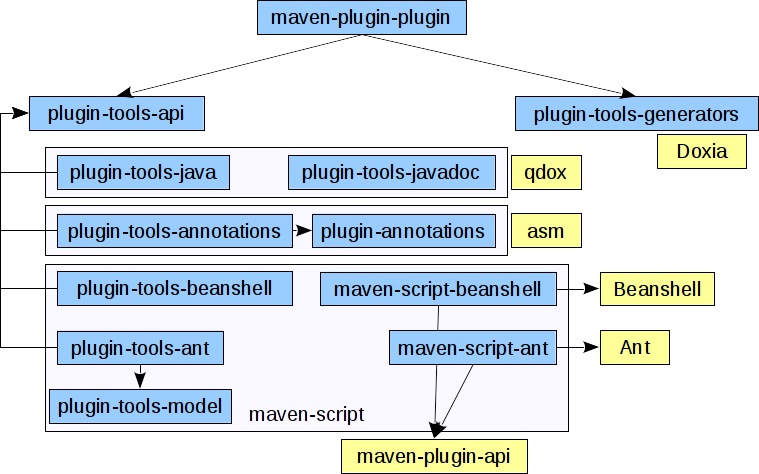 maven-plugin-plugin
plugin-tools-api
plugin-tools-generators
Doxia
plugin-tools-java
plugin-tools-javadoc
qdox
plugin-tools-annotations
plugin-annotations
asm
plugin-tools-beanshell
maven-script-beanshell
Beanshell
plugin-tools-ant
maven-script-ant
Ant
plugin-tools-model
maven-script
maven-plugin-api